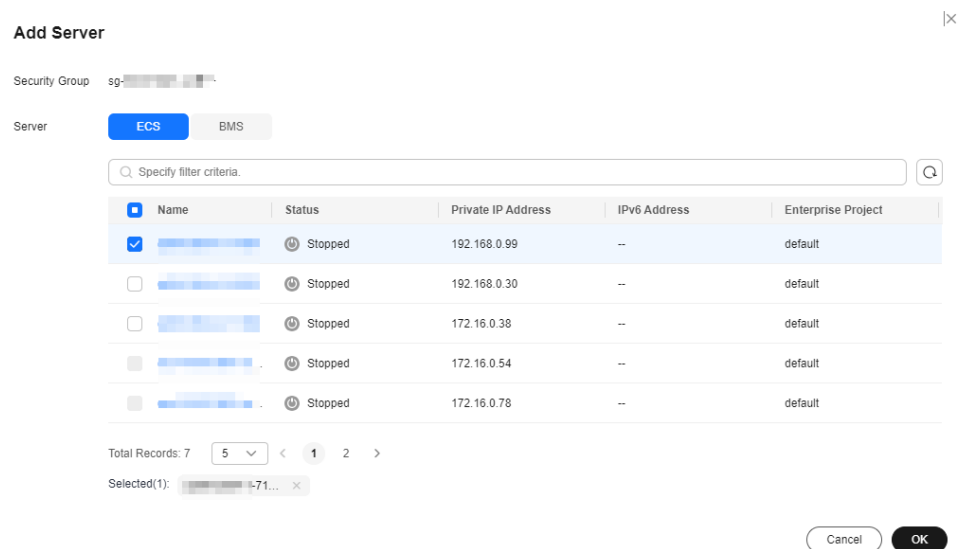 Add Server
Security Group sg-
Server ECS BMS
Specify filter criteria.
Name Status Private IP Address IPv6 Address Enterprise Project
Stopped 192.168.0.99 -- default
Stopped 192.168.0.30 -- default
Stopped 172.16.0.38 -- default
Stopped 172.16.0.54 -- default
Stopped 172.16.0.78 -- default
Total Records: 7 5 1 2
Selected(1): -71...
Cancel OK